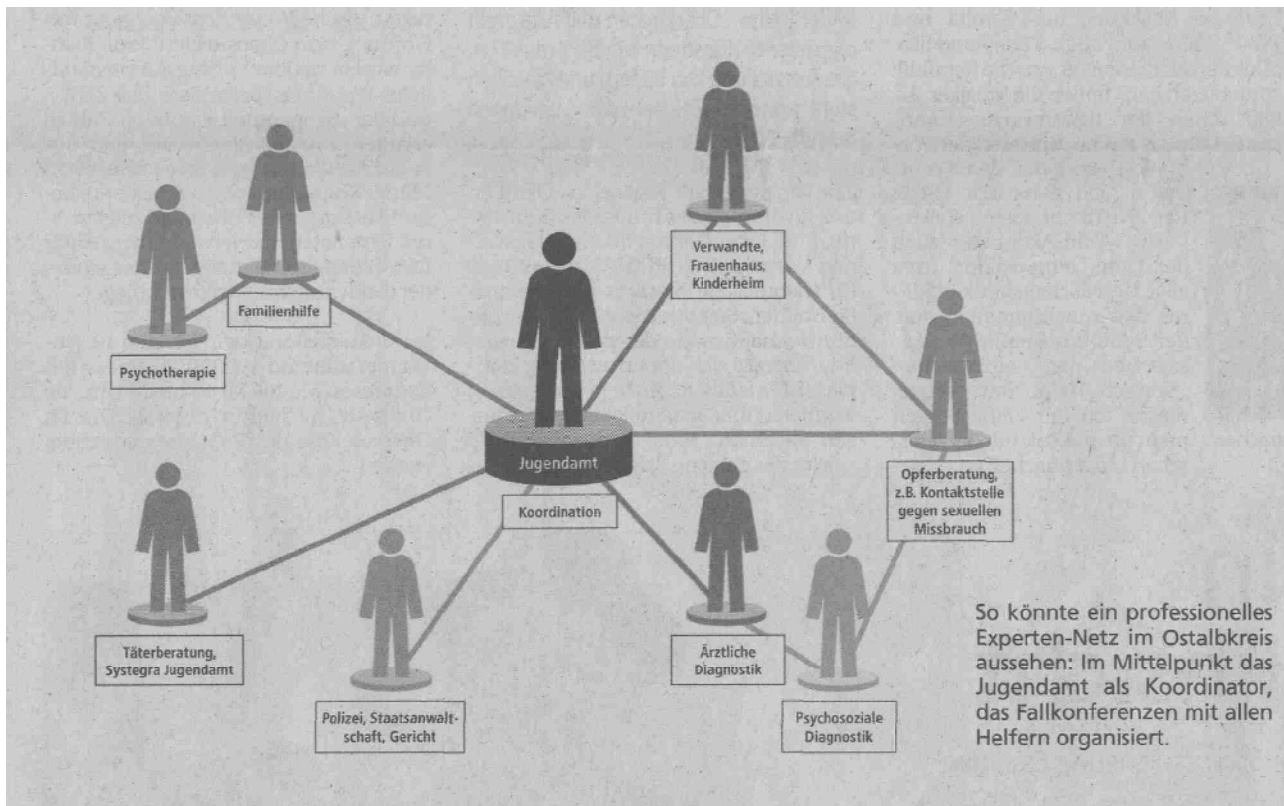 Verwandte,
Frauenhaus,
Kinderheim
Familienhilfe
Psychotherapie
Jugendamt
Koordination
Opferberatung,
z.B. Kontaktstelle
gegen sexuellen
Missbrauch
Täterberatung,
Systegra Jugendamt
Ärztliche
Diagnostik
Polizei, Staatsanwalt-
schaft, Gericht
Psychosoziale
Diagnostik
So könnte ein professionelles
Experten-Netz im Ostalbkreis
aussehen: Im Mittelpunkt das
Jugendamt als Koordinator,
das Fallkonferenzen mit allen
Helfern organisiert.